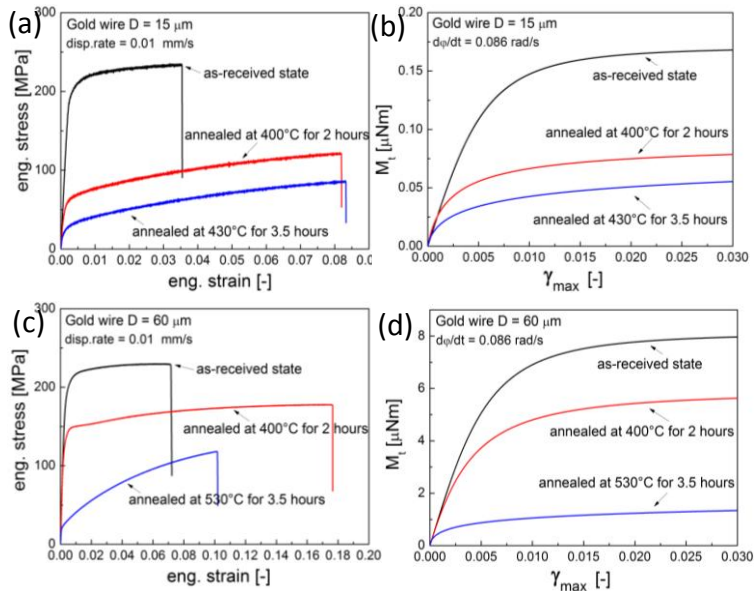 (a)
Gold wire D = 15 μm
disp.rate = 0.01 mm/s
as-received state
annealed at 400°C for 2 hours
annealed at 430°C for 3.5 hours
eng. stress [MPa]
300
200
100
0
0.00 0.01 0.02 0.03 0.04 0.05 0.06 0.07 0.08 0.0
eng. strain [-]
(b)
Gold wire D = 15 μm
dφ/dt = 0.086 rad/s
as-received state
annealed at 400°C for 2 hours
annealed at 430°C for 3.5 hours
Mt [μNm]
0.20
0.15
0.10
0.05
0.00
0.000 0.005 0.010 0.015 0.020 0.025 0.030
γmax [-]
(c)
Gold wire D = 60 μm
disp.rate = 0.01 mm/s
as-received state
annealed at 400°C for 2 hours
annealed at 530°C for 3.5 hours
eng. stress [MPa]
300
200
100
0
0.00 0.02 0.04 0.06 0.08 0.10 0.12 0.14 0.16 0.18 0.20
eng. strain [-]
(d)
Gold wire D = 60 μm
dφ/dt = 0.086 rad/s
as-received state
annealed at 400°C for 2 hours
annealed at 530°C for 3.5 hours
Mt [μNm]
8
6
4
2
0
0.000 0.005 0.010 0.015 0.020 0.025 0.030
γmax [-]